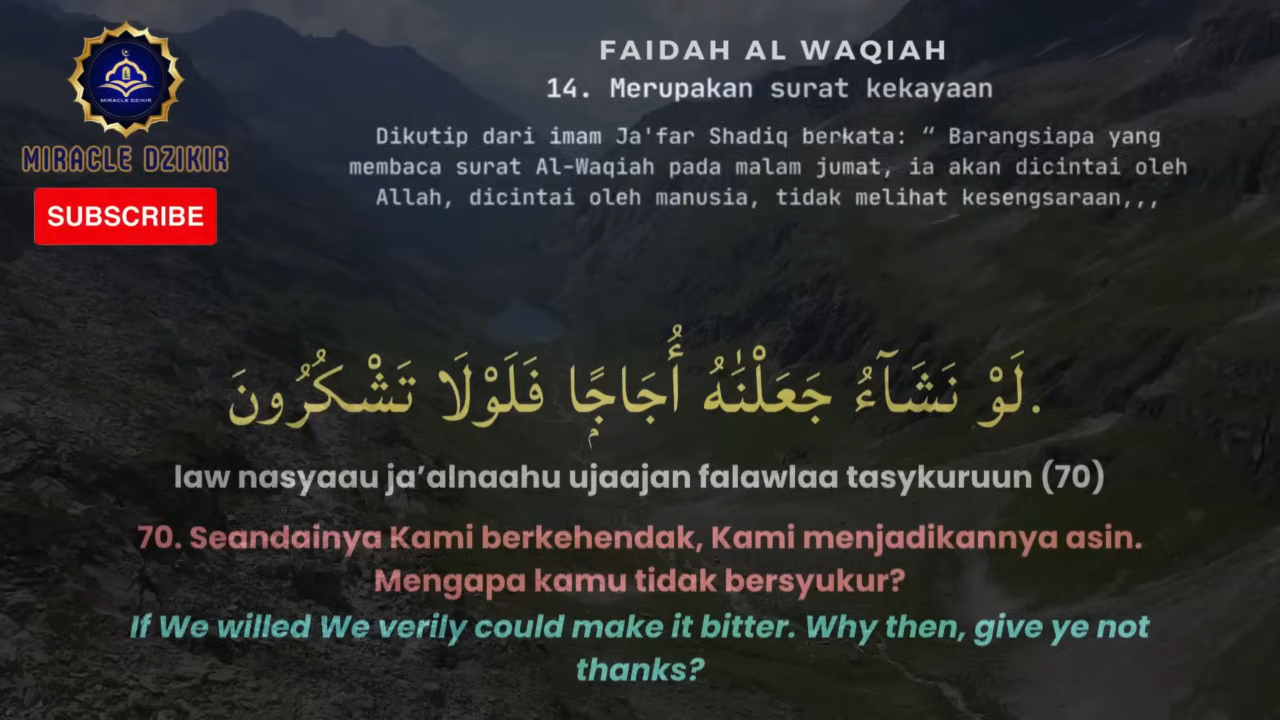 MIRACLE DZIKIR
MIRACLE DZIKIR
SUBSCRIBE
FAIDAH AL WAQIAH
14. Merupakan surat kekayaan
Dikutip dari imam Ja'far Shadiq berkata: “ Barangsiapa yang
membaca surat Al-Waqiah pada malam jumat, ia akan dicintai oleh
Allah, dicintai oleh manusia, tidak melihat kesengsaraan,,,
.لَوْ نَشَآءُ جَعَلْنٰهُ أُجَاجًۭا فَلَوْلَا تَشْكُرُونَ
law nasyaau ja’alnaahu ujaajan falawlaa tasykuruun (70)
70. Seandainya Kami berkehendak, Kami menjadikannya asin.
Mengapa kamu tidak bersyukur?
If We willed We verily could make it bitter. Why then, give ye not
thanks?